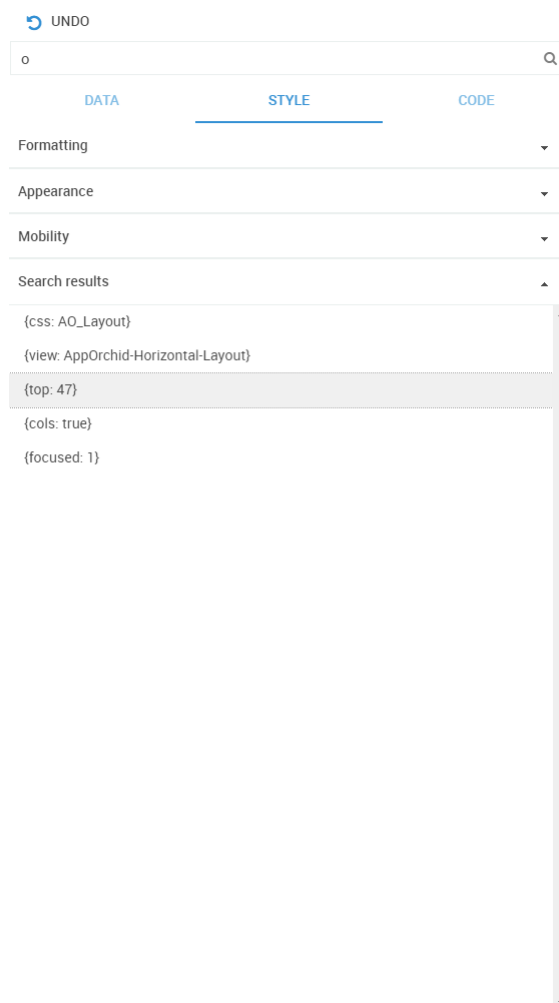 UNDO
o
DATA STYLE CODE
Formatting
Appearance
Mobility
Search results
{css: AO_Layout}
{view: AppOrchid-Horizontal-Layout}
{top: 47}
{cols: true}
{focused: 1}